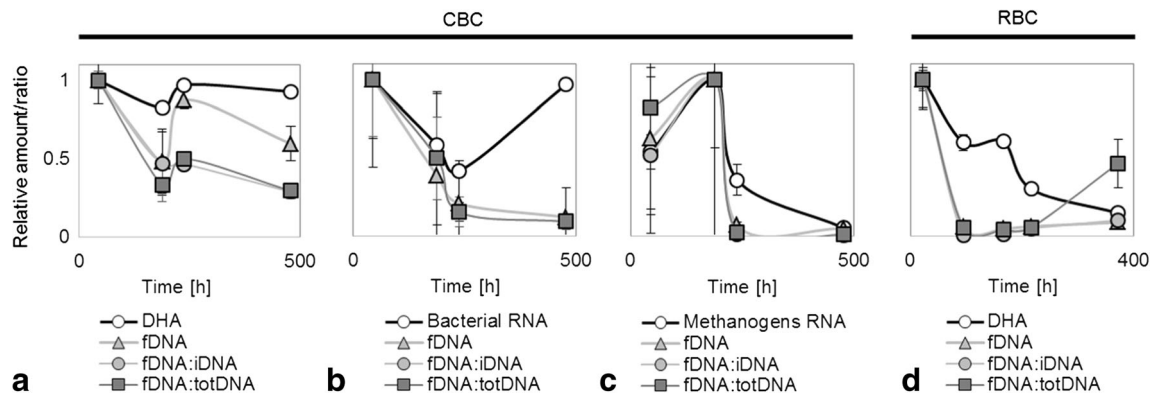 CBC RBC
Relative amount/ratio
1
0.5
0
0 500 0 500 0 500 0 400
Time [h] Time [h] Time [h] Time [h]
DHA Bacterial RNA Methanogens RNA DHA
fDNA fDNA fDNA fDNA
fDNA:iDNA fDNA:iDNA fDNA:iDNA fDNA:iDNA
a fDNA:totDNA b fDNA:totDNA c fDNA:totDNA d fDNA:totDNA